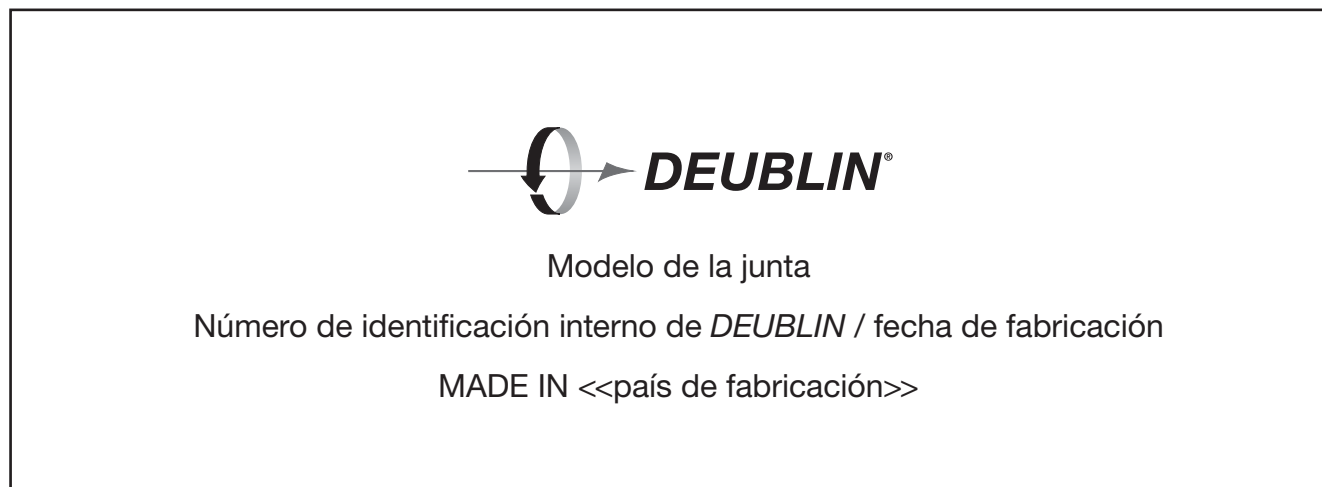 DEUBLIN®
Modelo de la junta
Número de identificación interno de DEUBLIN / fecha de fabricación
MADE IN <<país de fabricación>>